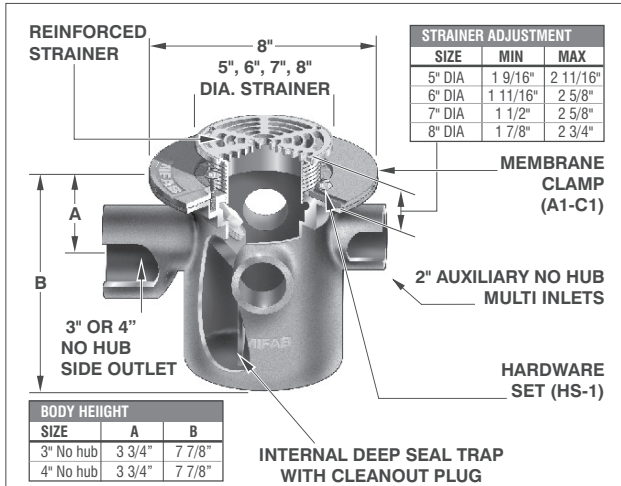 REINFORCED
STRAINER
8"
5", 6", 7", 8"
DIA. STRAINER
STRAINER ADJUSTMENT
SIZE MIN MAX
5" DIA 1 9/16" 2 11/16"
6" DIA 1 11/16" 2 5/8"
7" DIA 1 1/2" 2 5/8"
8" DIA 1 7/8" 2 3/4"
MEMBRANE
CLAMP
(A1-C1)
MIFAB
A
B
2" AUXILIARY NO HUB
MULTI INLETS
3" OR 4”
NO HUB
SIDE OUTLET
MIFAB
HARDWARE
SET (HS-1)
BODY HEIIGHT
SIZE A B
3" No hub 3 3/4” 7 7/8”
4" No hub 3 3/4” 7 7/8”
INTERNAL DEEP SEAL TRAP
WITH CLEANOUT PLUG